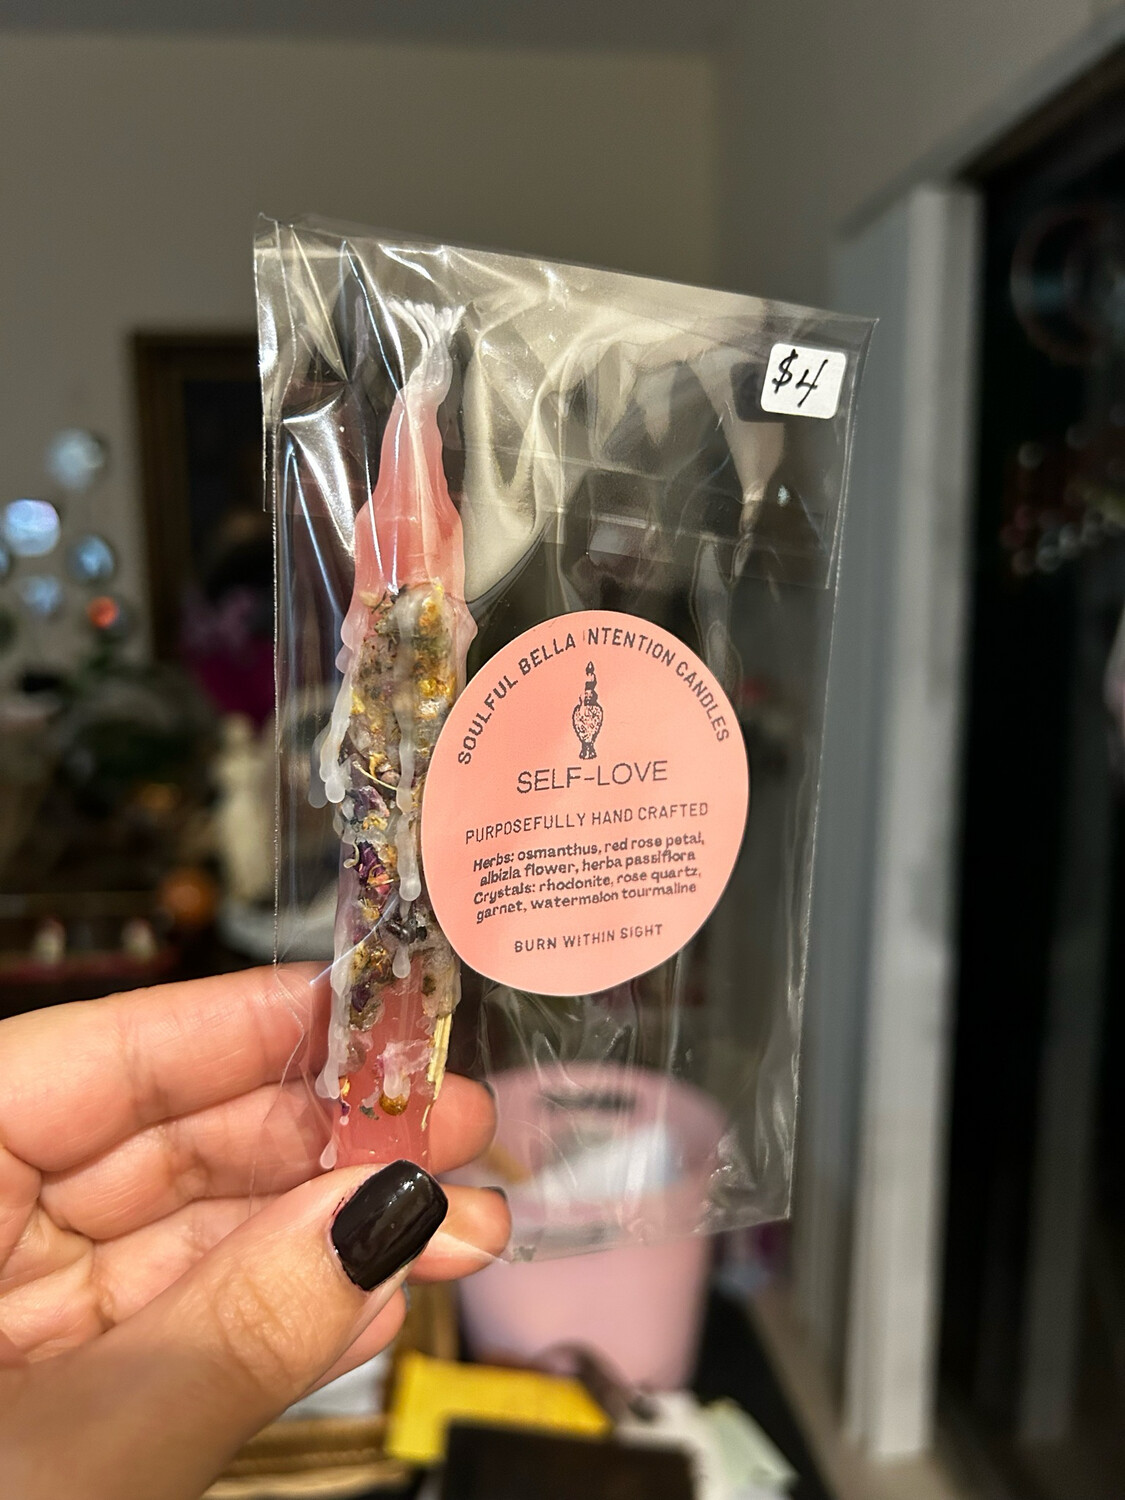 $4
SOULFUL BELLA INTENTION CANDLES
SELF-LOVE
PURPOSEFULLY HAND CRAFTED
Herbs: osmanthus, red rose petal,
albizia flower, herba passiflora
Crystals: rhodonite, rose quartz,
garnet, watermelon tourmaline
BURN WITHIN SIGHT